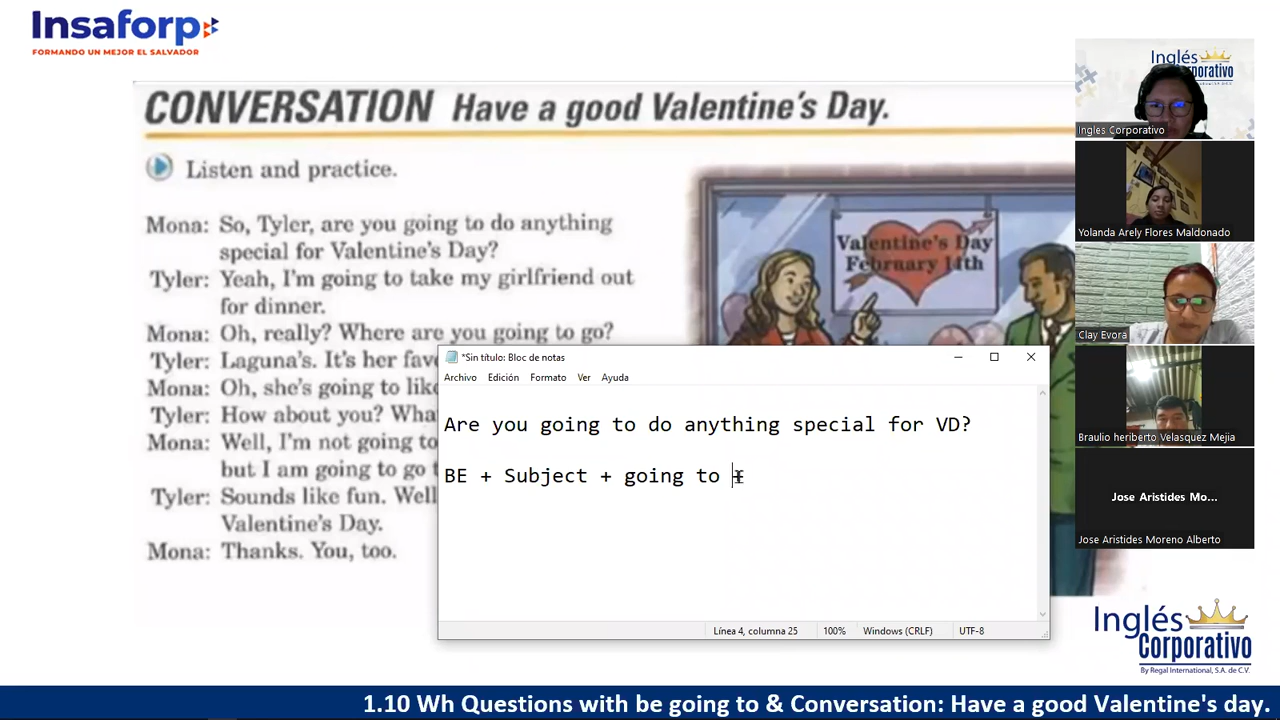 Insaforp
FORMANDO UN MEJOR EL SALVADOR
CONVERSATION Have a good Valentine's Day.
Listen and practice.
Mona: So, Tyler, are you going to do anything
special for Valentine's Day?
Tyler: Yeah, I'm going to take my girlfriend out
for dinner.
Mona: Oh, really? Where are you going to go?
Tyler: Laguna's. It's her
Mona: Oh, she's going to
Tyler: How about you?
Mona: Well, I'm not going to
but I am going to go
Tyler: Sounds like fun. Well
Valentine's Day.
Mona: Thanks. You, too.
Valentine's Day
February 14th
*Sin título: Bloc de notas
Archivo Edición Formato Ver Ayuda
Are you going to do anything special for VD?
BE + Subject + going to
Línea 4, columna 25 100% Windows (CRLF) UTF-8
Inglés
Corporativo
Ingles Corporativo
Yolanda Arely Flores Maldonado
Clay Evora
Braulio heriberto Velasquez Mejia
Jose Aristides Mo...
Jose Aristides Moreno Alberto
Inglés
Corporativo
By Regal International, S.A. de C.V.
1.10 Wh Questions with be going to & Conversation: Have a good Valentine's day.